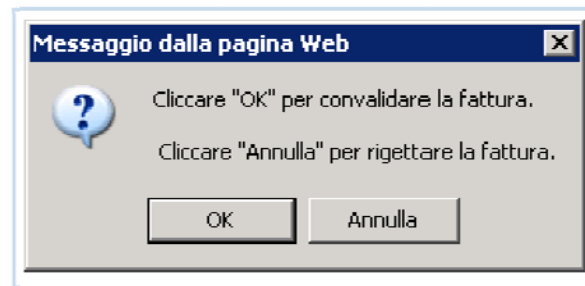 Messaggio dalla pagina Web
Cliccare "OK" per convalidare la fattura.
Cliccare "Annulla" per rigettare la fattura.
OK Annulla